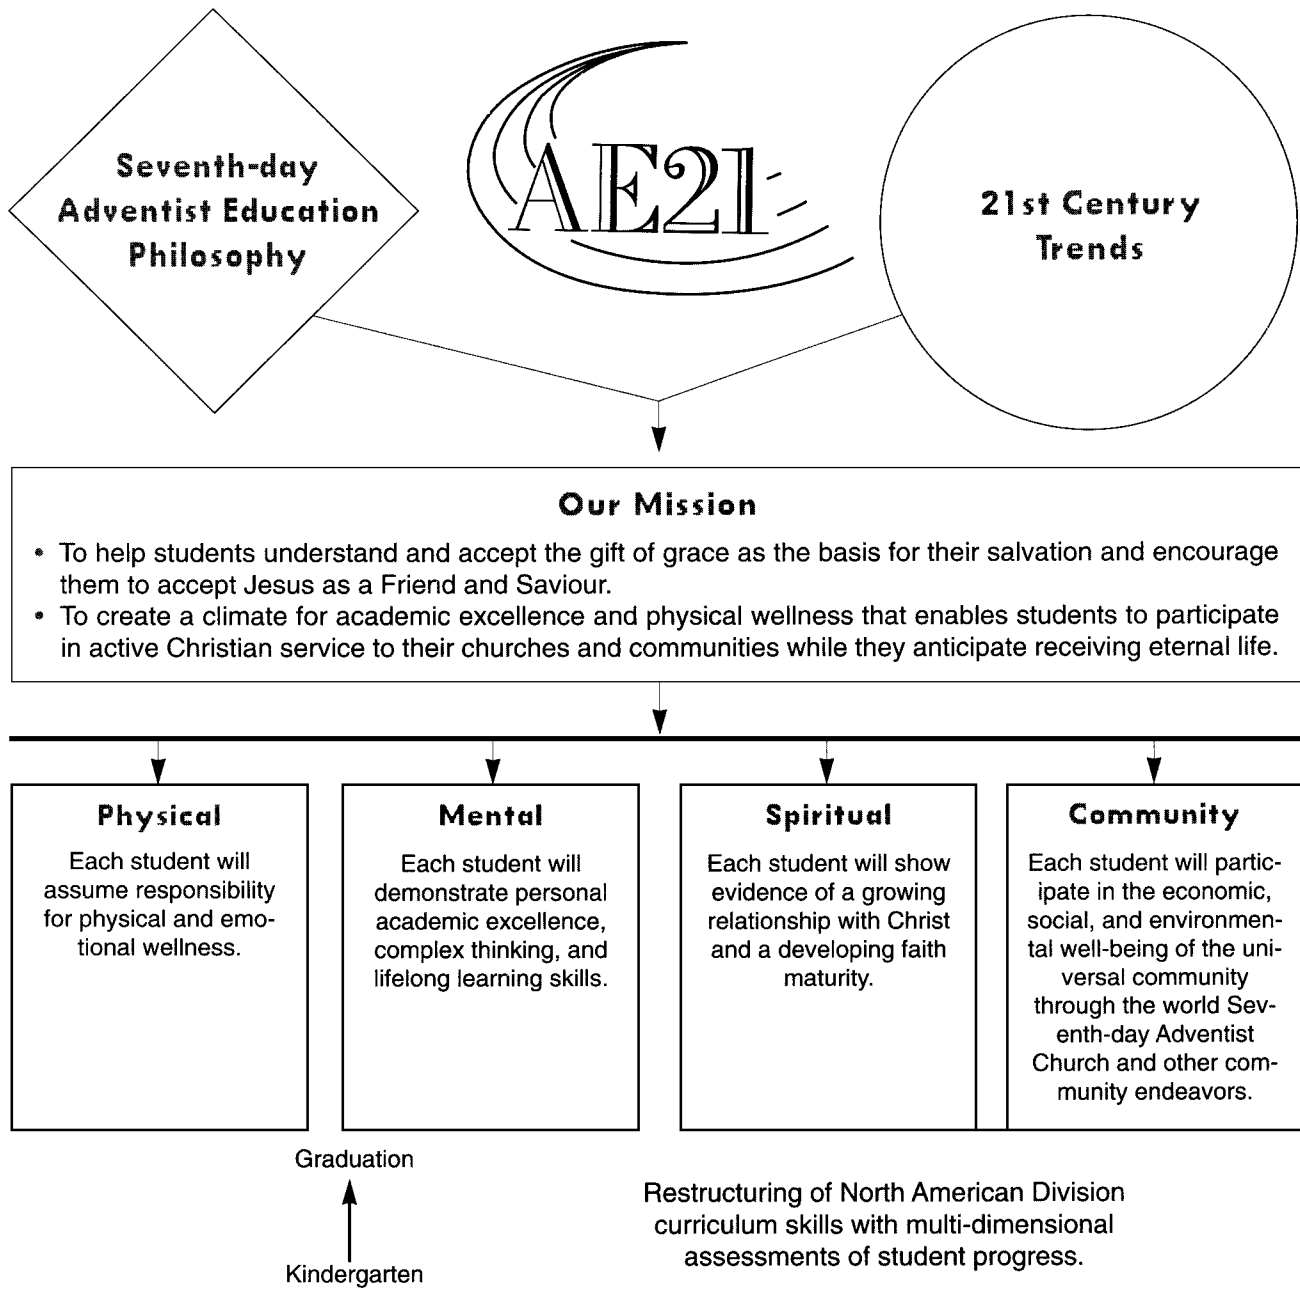 Seventh-day
Adventist Education
Philosophy
AE21
21st Century
Trends
Our Mission
• To help students understand and accept the gift of grace as the basis for their salvation and encourage
them to accept Jesus as a Friend and Saviour.
• To create a climate for academic excellence and physical wellness that enables students to participate
in active Christian service to their churches and communities while they anticipate receiving eternal life.
Physical
Each student will
assume responsibility
for physical and emo-
tional wellness.
Mental
Each student will
demonstrate personal
academic excellence,
complex thinking, and
lifelong learning skills.
Spiritual
Each student will show
evidence of a growing
relationship with Christ
and a developing faith
maturity.
Community
Each student will partic-
ipate in the economic,
social, and environmen-
tal well-being of the uni-
versal community
through the world Sev-
enth-day Adventist
Church and other com-
munity endeavors.
Graduation
Kindergarten
Restructuring of North American Division
curriculum skills with multi-dimensional
assessments of student progress.